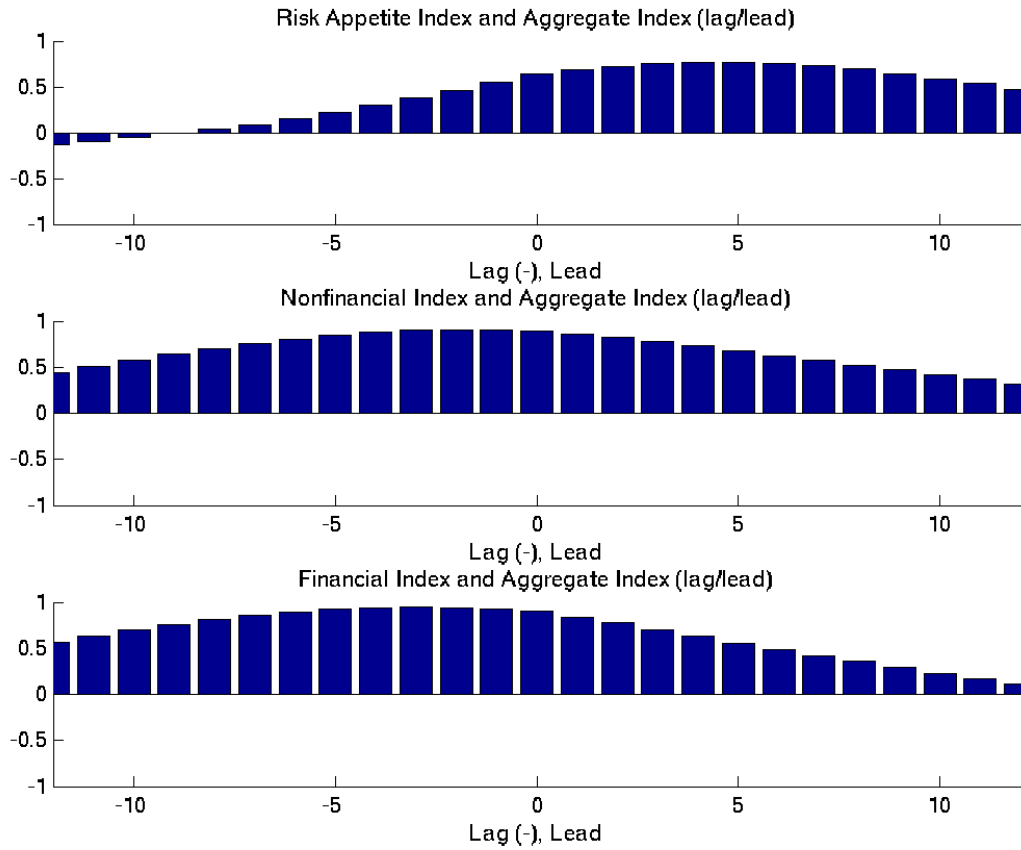 Risk Appetite Index and Aggregate Index (lag/lead)
1
0.5
0
-0.5
-1
-10 -5 0 5 10
Lag (-), Lead
Nonfinancial Index and Aggregate Index (lag/lead)
1
0.5
0
-0.5
-1
-10 -5 0 5 10
Lag (-), Lead
Financial Index and Aggregate Index (lag/lead)
1
0.5
0
-0.5
-1
-10 -5 0 5 10
Lag (-), Lead